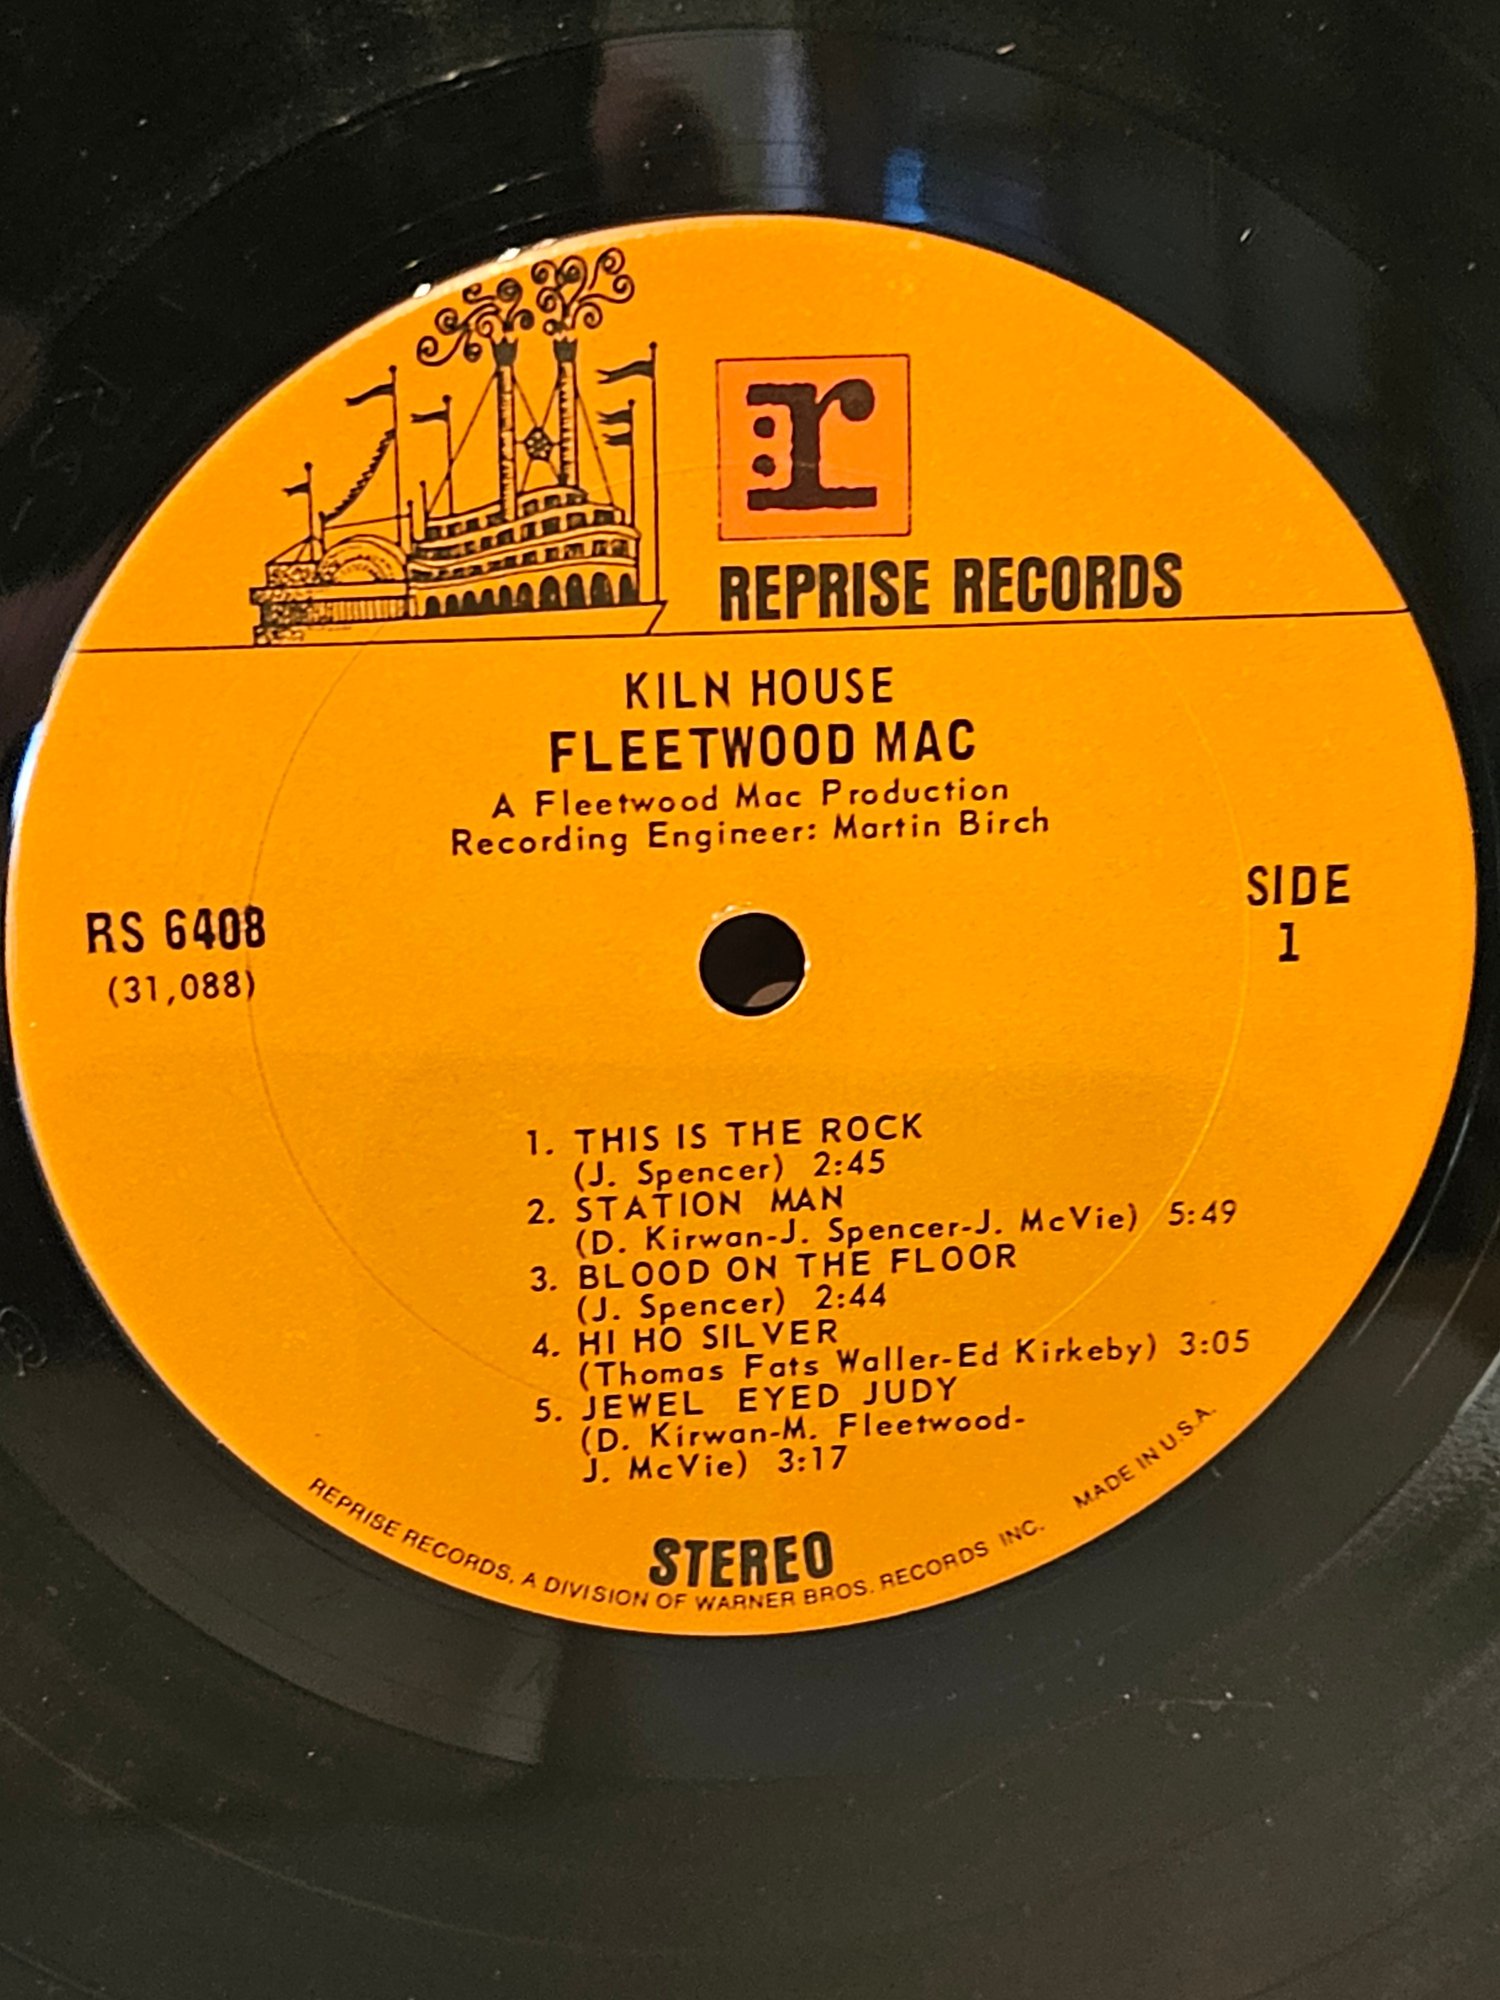 :r
REPRISE RECORDS
KILN HOUSE
FLEETWOOD MAC
A Fleetwood Mac Production
Recording Engineer: Martin Birch
RS 6408
(31,088)
SIDE
1
1. THIS IS THE ROCK
(J. Spencer) 2:45
2. STATION MAN
(D. Kirwan-J. Spencer-J. McVie) 5:49
3. BLOOD ON THE FLOOR
(J. Spencer) 2:44
4. HI HO SILVER
(Thomas Fats Waller-Ed Kirkeby) 3:05
5. JEWEL EYED JUDY
(D. Kirwan-M. Fleetwood-
J. McVie) 3:17
STEREO
REPRISE RECORDS, A DIVISION OF WARNER BROS. RECORDS INC. MADE IN U.S.A.